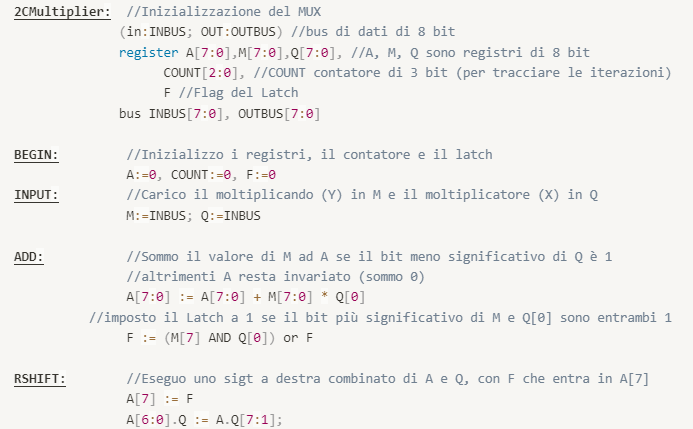 2CMultiplier: //Inizializzazione del MUX
(in:INBUS; OUT:OUTBUS) //bus di dati di 8 bit
register A[7:0],M[7:0],Q[7:0], //A, M, Q sono registri di 8 bit
COUNT[2:0], //COUNT contatore di 3 bit (per tracciare le iterazioni)
F //Flag del Latch
bus INBUS[7:0], OUTBUS[7:0]
BEGIN: //Inizializzo i registri, il contatore e il latch
A:=0, COUNT:=0, F:=0
INPUT: //Carico il moltiplicando (Y) in M e il moltiplicatore (X) in Q
M:=INBUS; Q:=INBUS
ADD: //Sommo il valore di M ad A se il bit meno significativo di Q è 1
//altrimenti A resta invariato (sommo 0)
A[7:0] := A[7:0] + M[7:0] * Q[0]
//imposto il Latch a 1 se il bit più significativo di M e Q[0] sono entrambi 1
F := (M[7] AND Q[0]) or F
RSHIFT: //Eseguo uno sigt a destra combinato di A e Q, con F che entra in A[7]
A[7] := F
A[6:0].Q := A.Q[7:1];